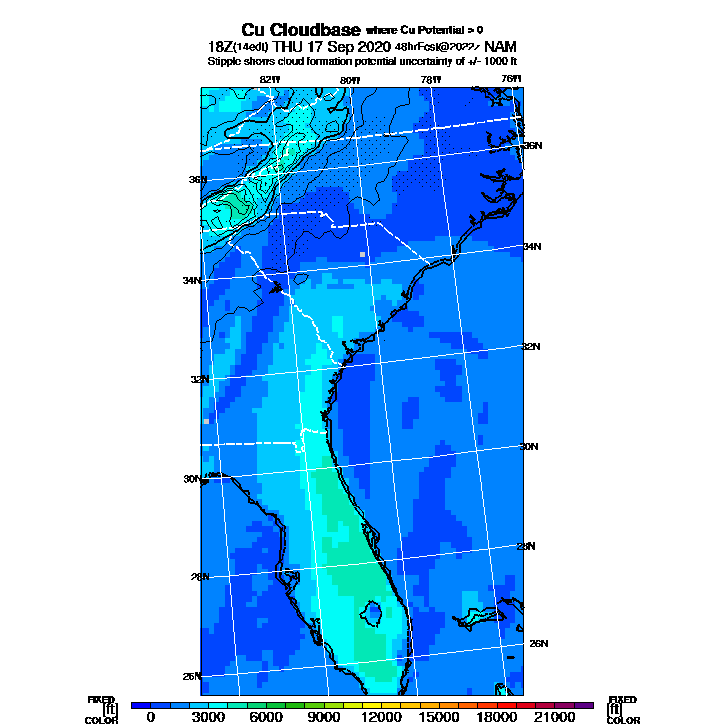 Cu Cloudbase where Cu Potential > 0
18Z(14edt) THU 17 Sep 2020 48hrFcst@2022z NAM
Stipple shows cloud formation potential uncertainty of +/- 1000 ft
82W 80W 78W 76W
36N
36N
34N
34N
32N
32N
30N
30N
28N
28N
26N
26N
FIXED FIXED
[ft] [ft]
COLOR COLOR
0 3000 6000 9000 12000 15000 18000 21000